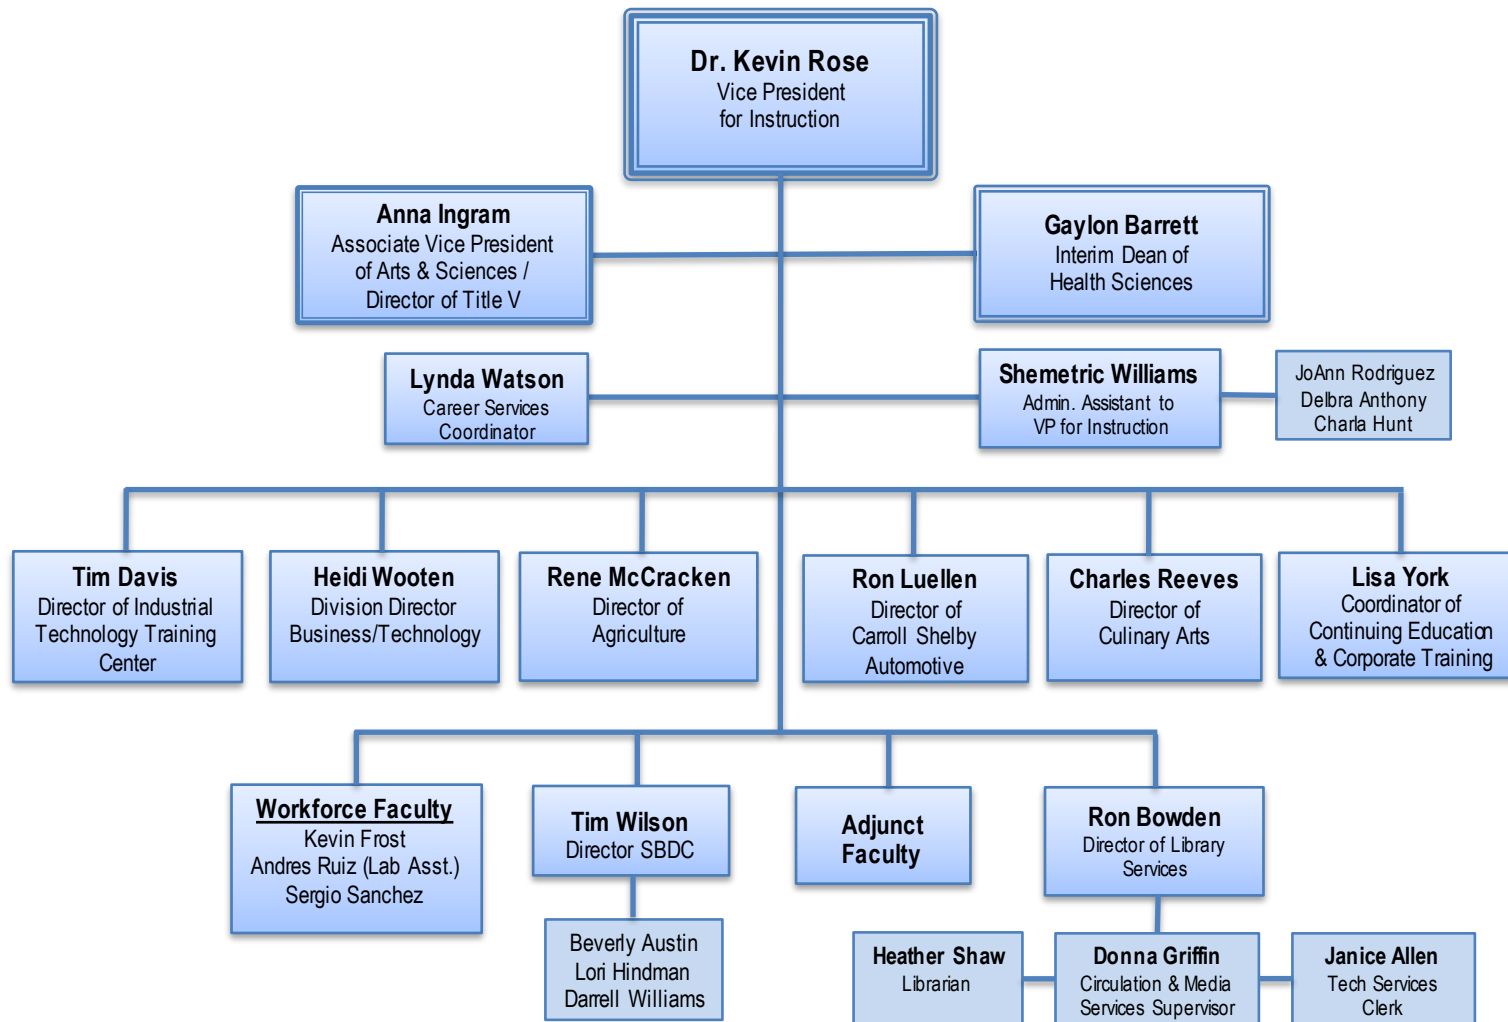 Dr. Kevin Rose
Vice President
for Instruction
Anna Ingram
Associate Vice President
of Arts & Sciences /
Director of Title V
Gaylon Barrett
Interim Dean of
Health Sciences
Lynda Watson
Career Services
Coordinator
Shemetric Williams
Admin. Assistant to
VP for Instruction
JoAnn Rodriguez
Delbra Anthony
Charla Hunt
Tim Davis
Director of Industrial
Technology Training
Center
Heidi Wooten
Division Director
Business/Technology
Rene McCracken
Director of
Agriculture
Ron Luellen
Director of
Carroll Shelby
Automotive
Charles Reeves
Director of
Culinary Arts
Lisa York
Coordinator of
Continuing Education
& Corporate Training
Workforce Faculty
Kevin Frost
Andres Ruiz (Lab Asst.)
Sergio Sanchez
Tim Wilson
Director SBDC
Adjunct
Faculty
Ron Bowden
Director of Library
Services
Beverly Austin
Lori Hindman
Darrell Williams
Heather Shaw
Librarian
Donna Griffin
Circulation & Media
Services Supervisor
Janice Allen
Tech Services
Clerk